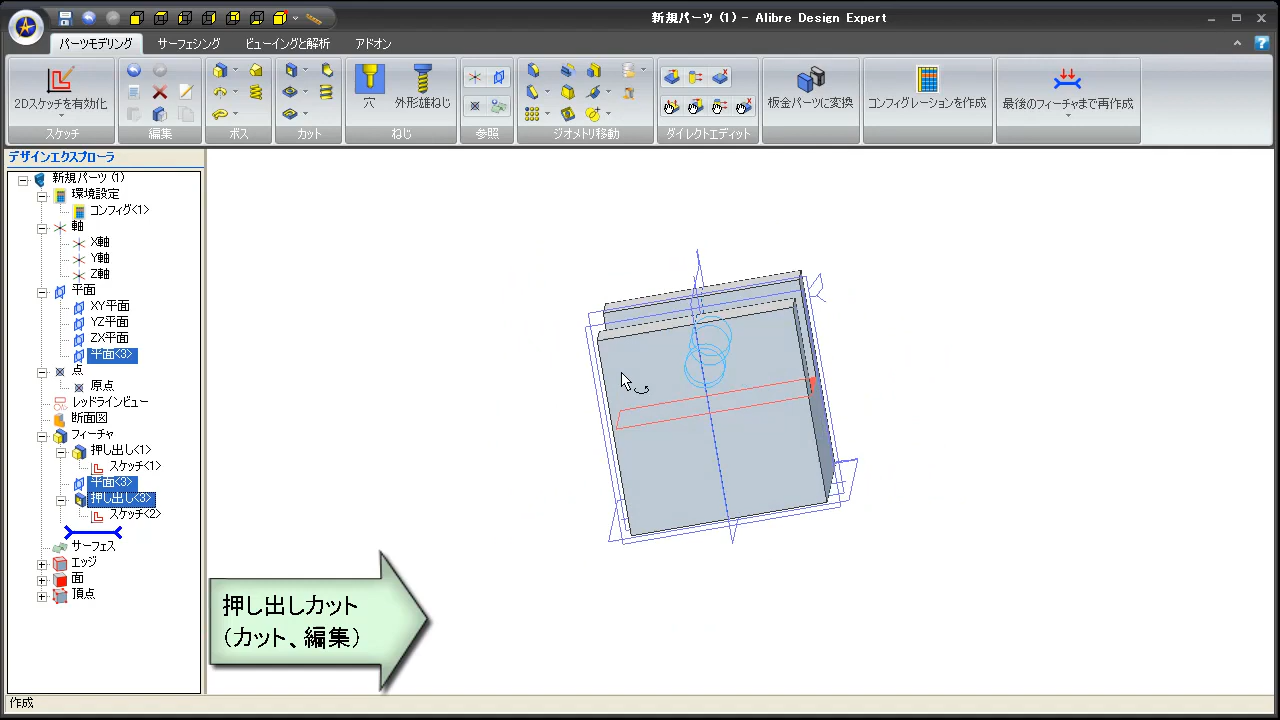 新規パーツ (1) - Alibre Design Expert
パーツモデリング サーフェシング ビューイングと解析 アドオン
2Dスケッチを有効化
穴
外形雄ねじ
板金パーツに変換
コンフィグレーションを作成
最後のフィーチャまで再作成
スケッチ 編集 ボス カット ねじ 参照 ジオメトリ移動 ダイレクトエディット
デザインエクスプローラ
新規パーツ (1)
環境設定
コンフィグ<1>
軸
X軸
Y軸
Z軸
平面
XY平面
YZ平面
ZX平面
平面<3>
点
原点
レッドラインビュー
断面図
フィーチャ
押し出し<1>
スケッチ<1>
平面<3>
押し出し<3>
スケッチ<2>
サーフェス
エッジ
面
頂点
押し出しカット
（カット、編集）
作成